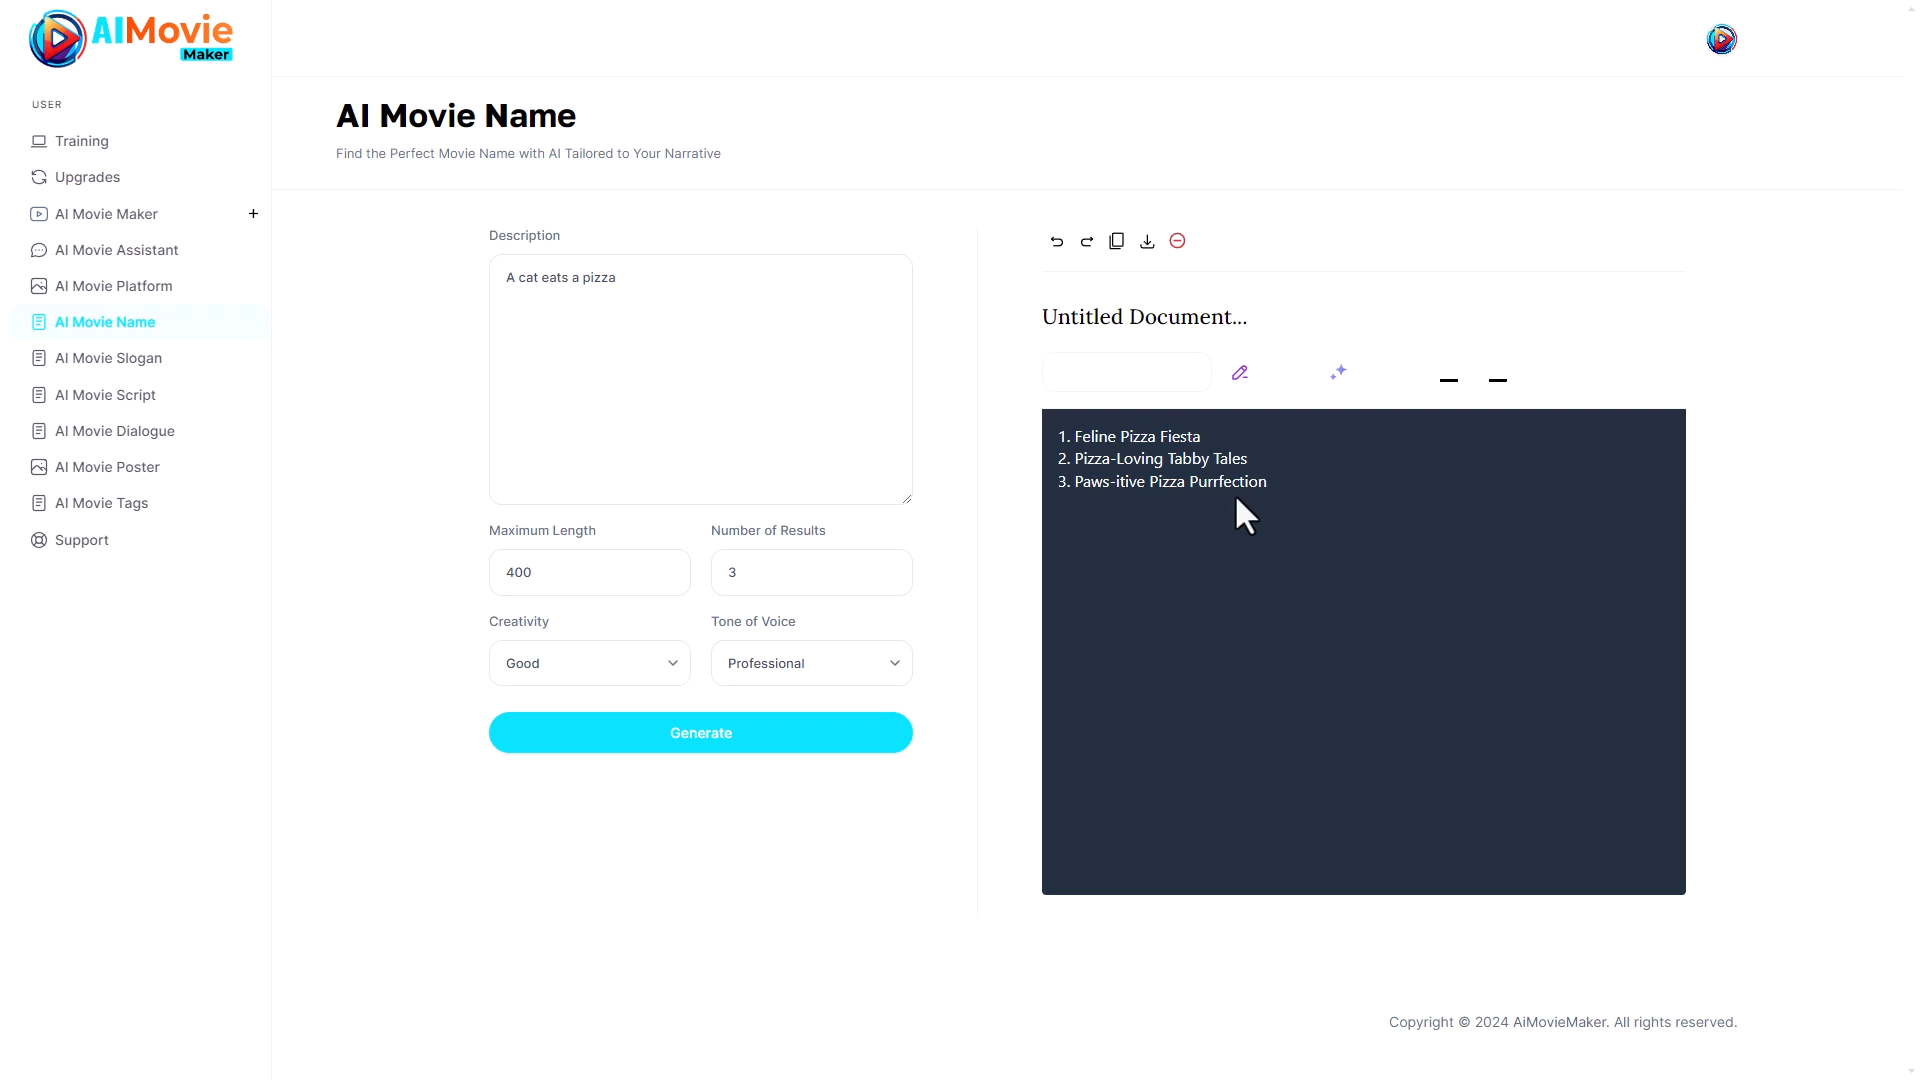 AIMovie
Maker
USER
Training
Upgrades
AI Movie Maker
AI Movie Assistant
AI Movie Platform
AI Movie Name
AI Movie Slogan
AI Movie Script
AI Movie Dialogue
AI Movie Poster
AI Movie Tags
Support
AI Movie Name
Find the Perfect Movie Name with AI Tailored to Your Narrative
Description
A cat eats a pizza
Maximum Length
Number of Results
400
3
Creativity
Tone of Voice
Good
Professional
Generate
Untitled Document...
1. Feline Pizza Fiesta
2. Pizza-Loving Tabby Tales
3. Paws-itive Pizza Purrfection
Copyright © 2024 AiMovieMaker. All rights reserved.